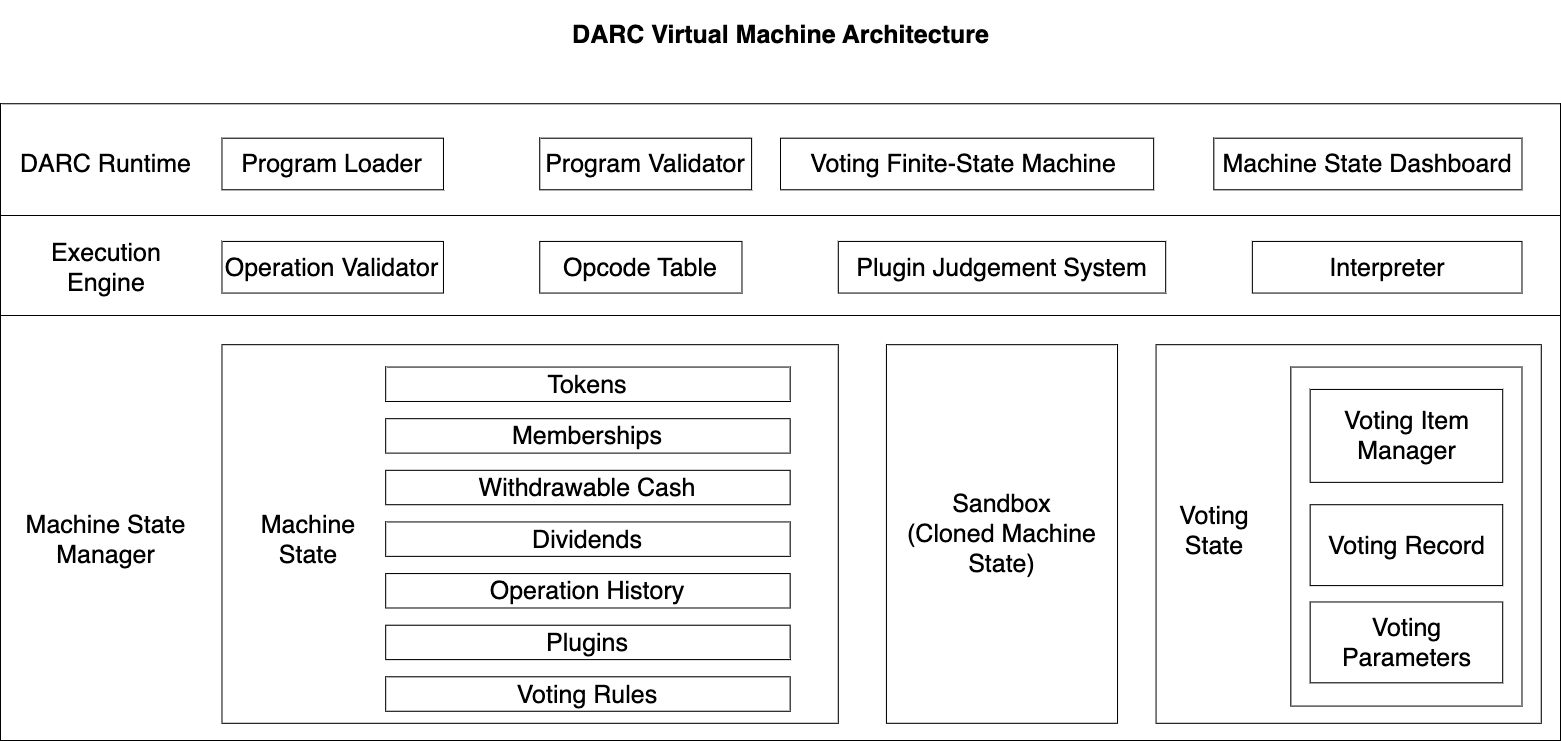 DARC Virtual Machine Architecture
DARC Runtime
Program Loader
Program Validator
Voting Finite-State Machine
Machine State Dashboard
Execution
Engine
Operation Validator
Opcode Table
Plugin Judgement System
Interpreter
Machine State
Manager
Machine
State
Tokens
Memberships
Withdrawable Cash
Dividends
Operation History
Plugins
Voting Rules
Sandbox
(Cloned Machine
State)
Voting
State
Voting Item
Manager
Voting Record
Voting
Parameters